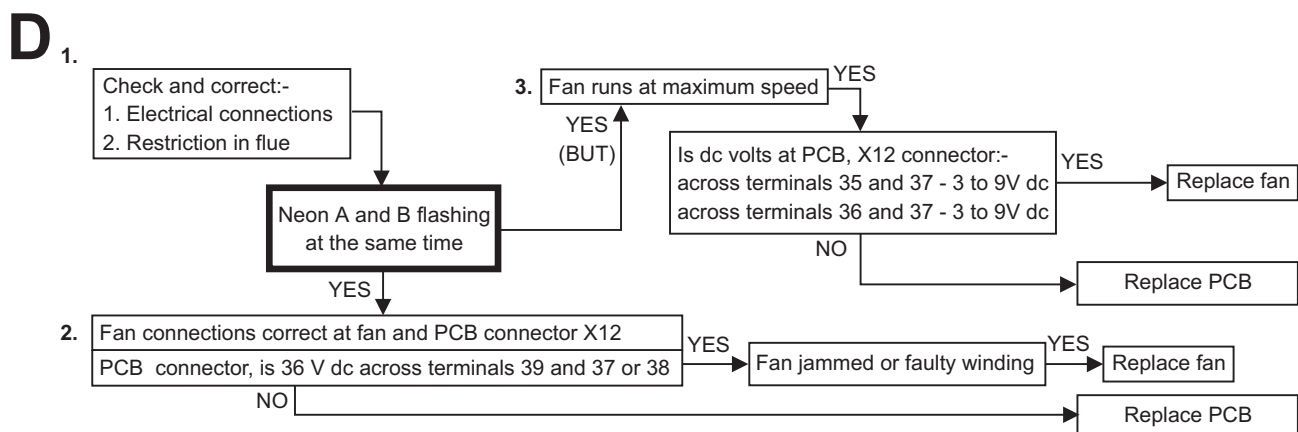 D
1.
Check and correct:-
1. Electrical connections
2. Restriction in flue
Neon A and B flashing
at the same time
YES
(BUT)
3.
Fan runs at maximum speed
YES
Is dc volts at PCB, X12 connector:-
across terminals 35 and 37 - 3 to 9V dc
across terminals 36 and 37 - 3 to 9V dc
YES
Replace fan
NO
Replace PCB
YES
2.
Fan connections correct at fan and PCB connector X12
PCB connector, is 36 V dc across terminals 39 and 37 or 38
YES
Fan jammed or faulty winding
YES
Replace fan
NO
Replace PCB